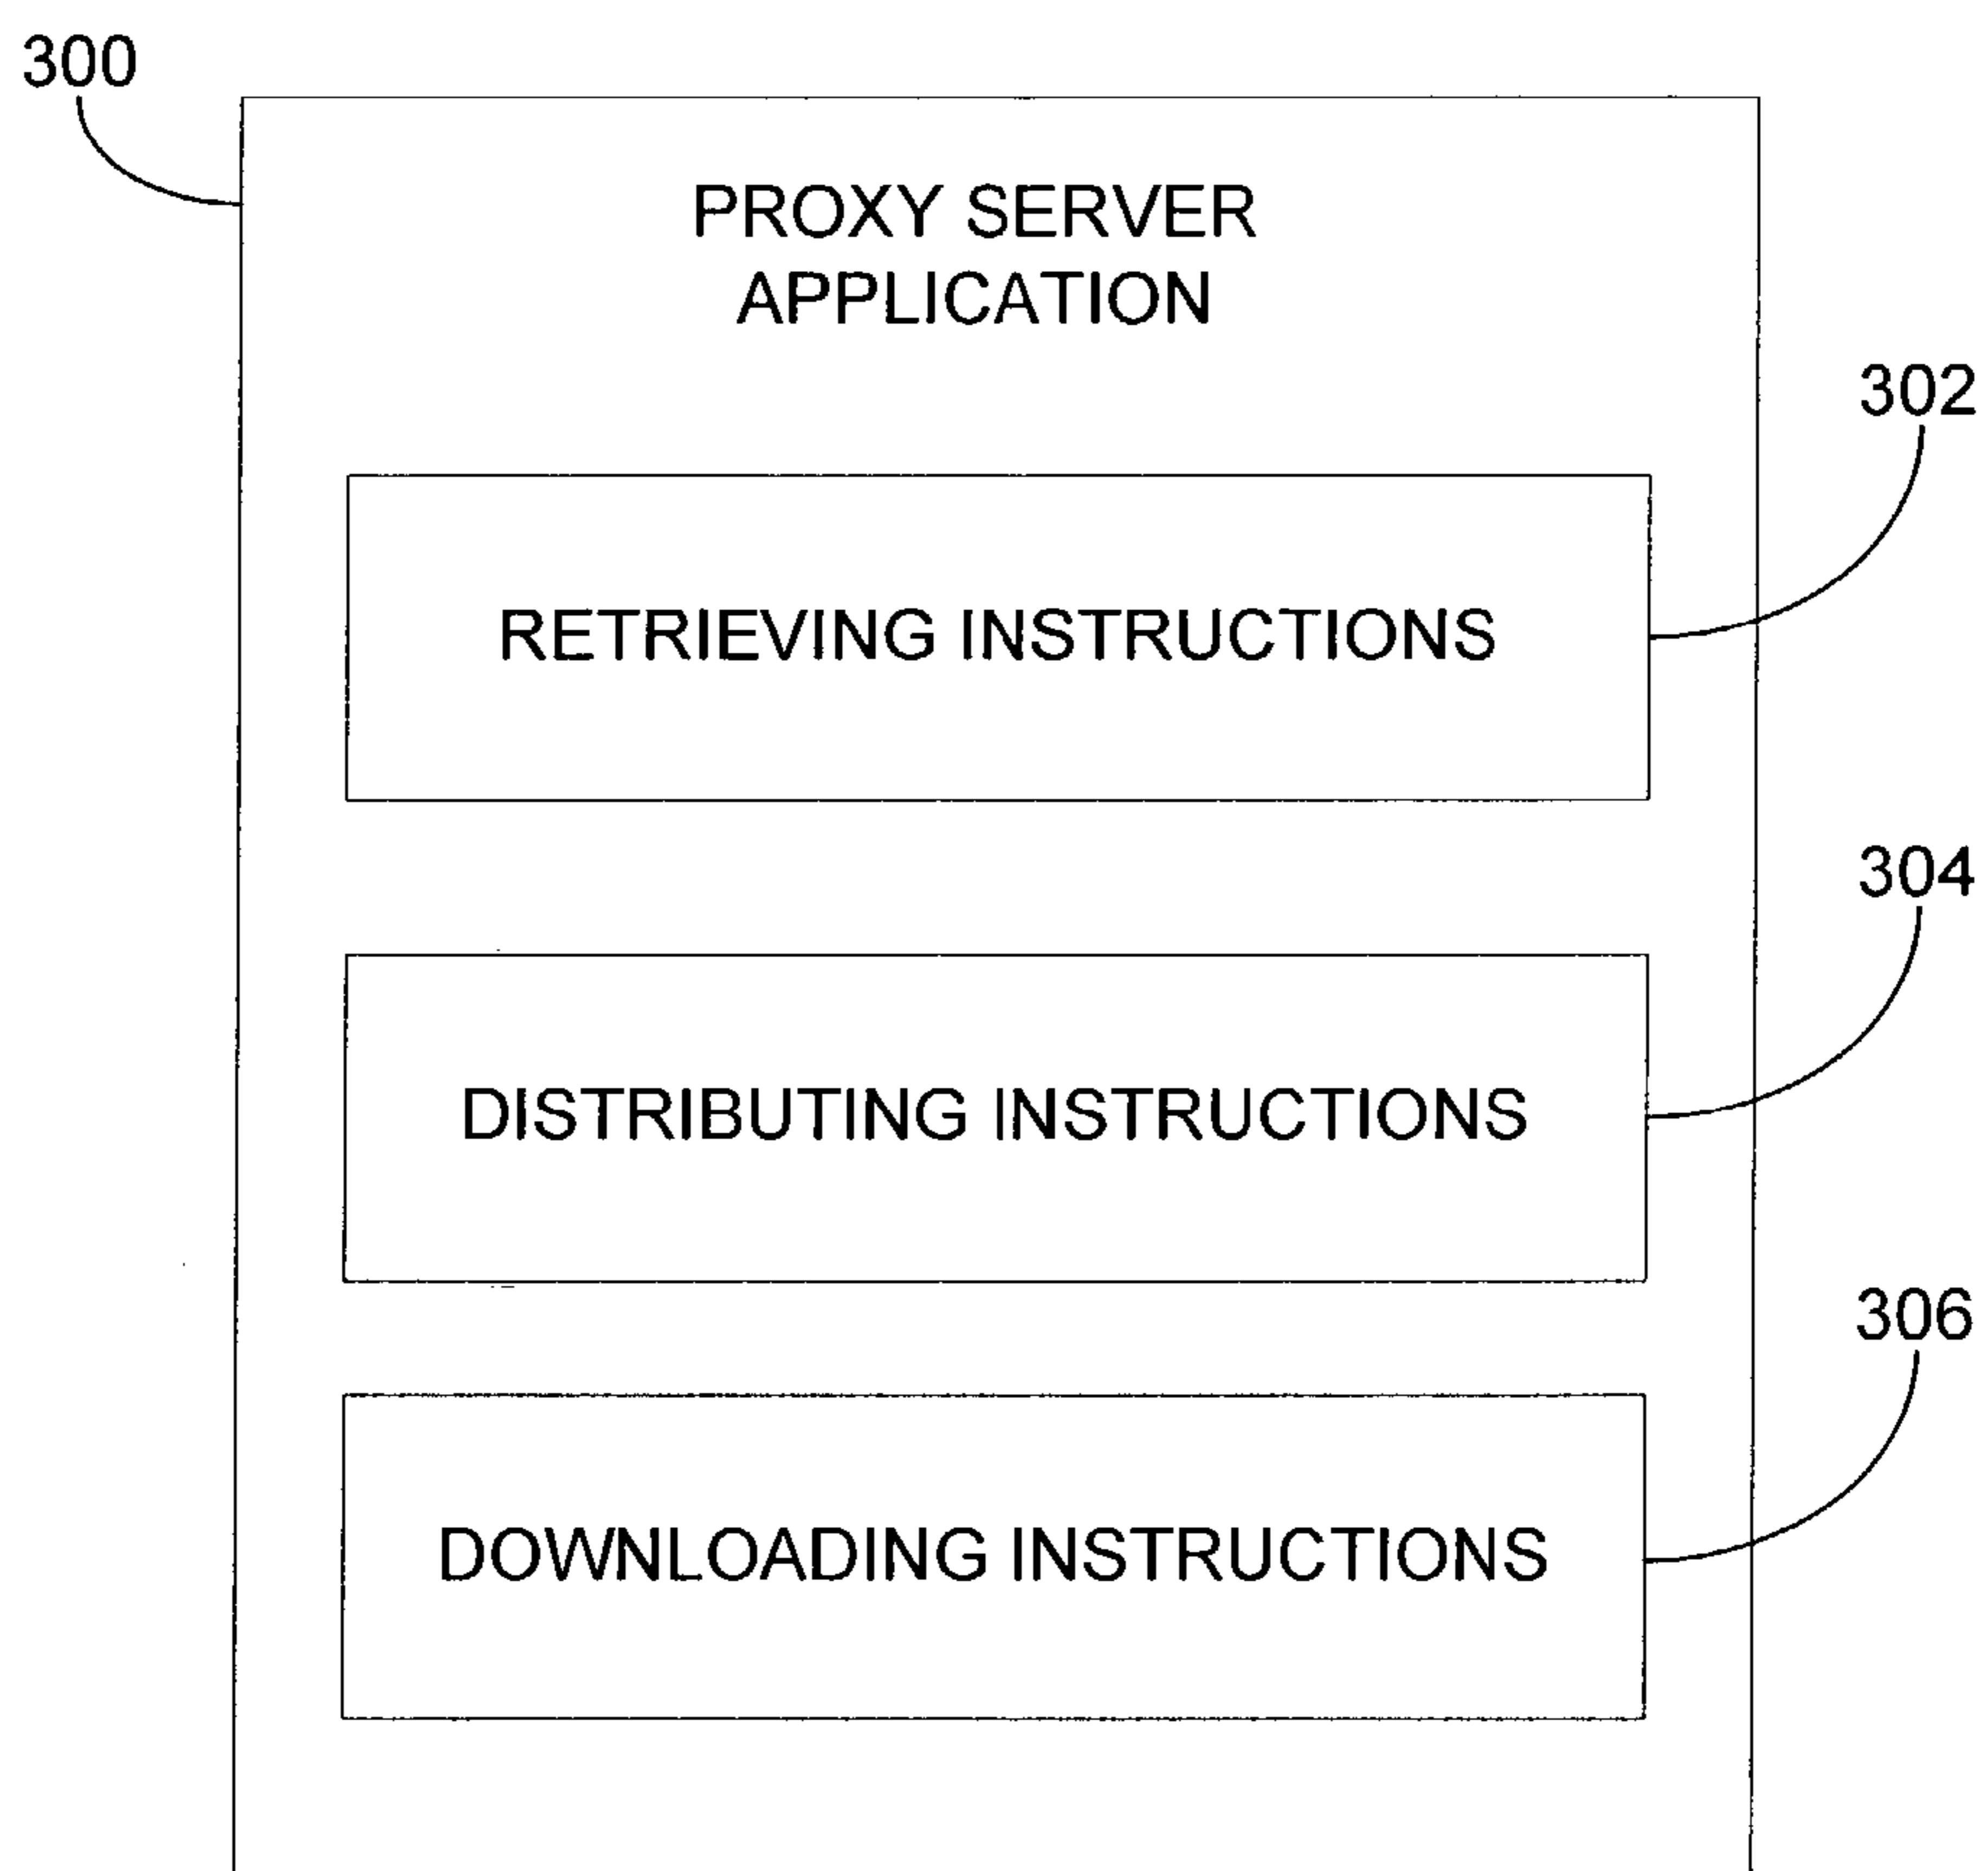 300
PROXY SERVER
APPLICATION
302
RETRIEVING INSTRUCTIONS
304
DISTRIBUTING INSTRUCTIONS
306
DOWNLOADING INSTRUCTIONS